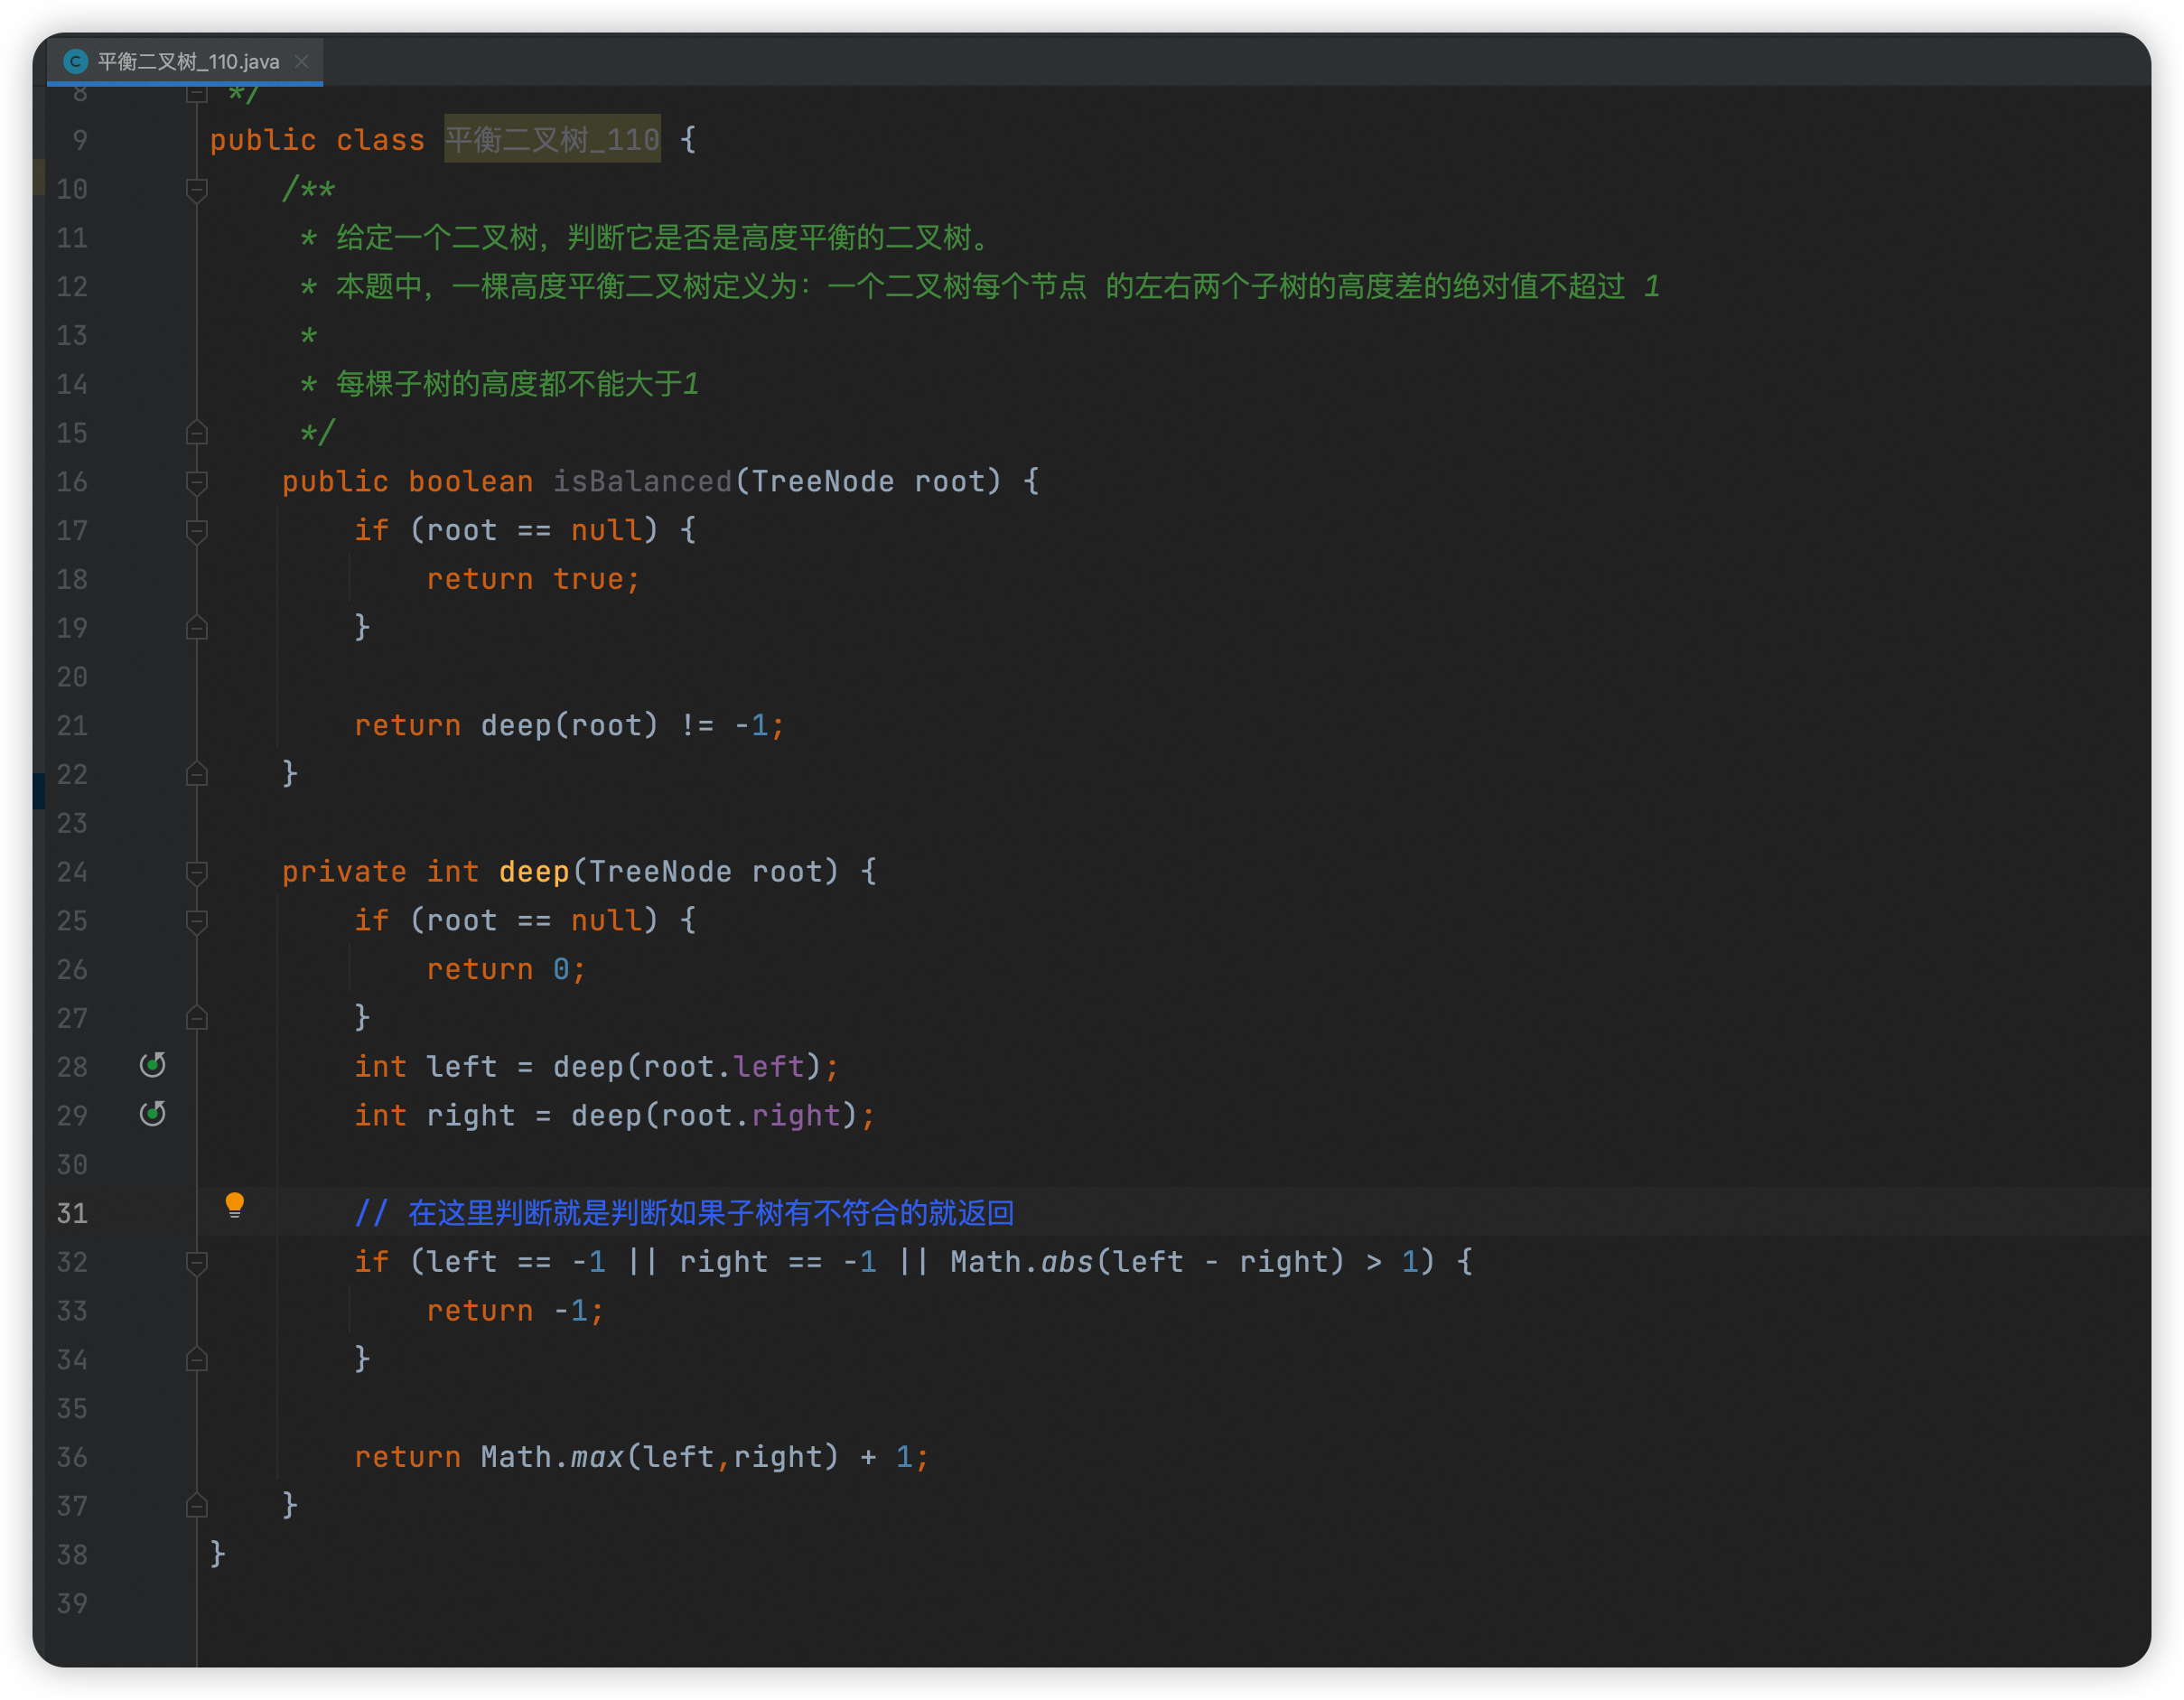 平衡二叉树_110.java
8 */
9 public class 平衡二叉树_110 {
10 /**
11 * 给定一个二叉树，判断它是否是高度平衡的二叉树。
12 * 本题中，一棵高度平衡二叉树定义为：一个二叉树每个节点 的左右两个子树的高度差的绝对值不超过 1
13 *
14 * 每棵子树的高度都不能大于1
15 */
16 public boolean isBalanced(TreeNode root) {
17 if (root == null) {
18 return true;
19 }
20
21 return deep(root) != -1;
22 }
23
24 private int deep(TreeNode root) {
25 if (root == null) {
26 return 0;
27 }
28 int left = deep(root.left);
29 int right = deep(root.right);
30
31 // 在这里判断就是判断如果子树有不符合的就返回
32 if (left == -1 || right == -1 || Math.abs(left - right) > 1) {
33 return -1;
34 }
35
36 return Math.max(left,right) + 1;
37 }
38 }
39